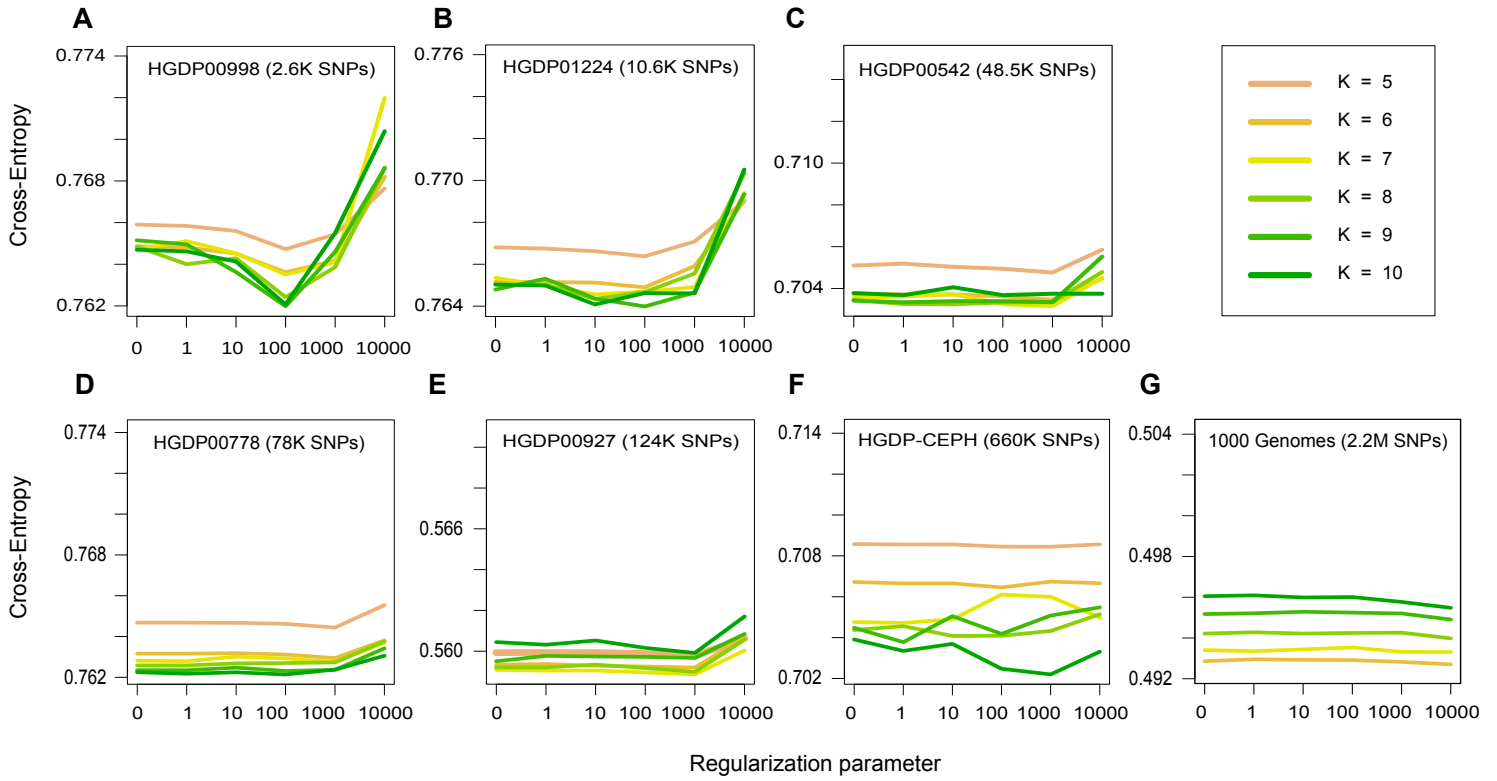 A
B
C
HGDP00998 (2.6K SNPs)
HGDP01224 (10.6K SNPs)
HGDP00542 (48.5K SNPs)
Cross-Entropy
0.774
0.768
0.762
0 1 10 100 1000 10000
0.776
0.770
0.764
0 1 10 100 1000 10000
0.710
0.704
0 1 10 100 1000 10000
K = 5
K = 6
K = 7
K = 8
K = 9
K = 10
D
E
F
G
HGDP00778 (78K SNPs)
HGDP00927 (124K SNPs)
HGDP-CEPH (660K SNPs)
1000 Genomes (2.2M SNPs)
Cross-Entropy
0.774
0.768
0.762
0 1 10 100 1000 10000
0.566
0.560
0 1 10 100 1000 10000
0.714
0.708
0.702
0 1 10 100 1000 10000
0.504
0.498
0.492
0 1 10 100 1000 10000
Regularization parameter